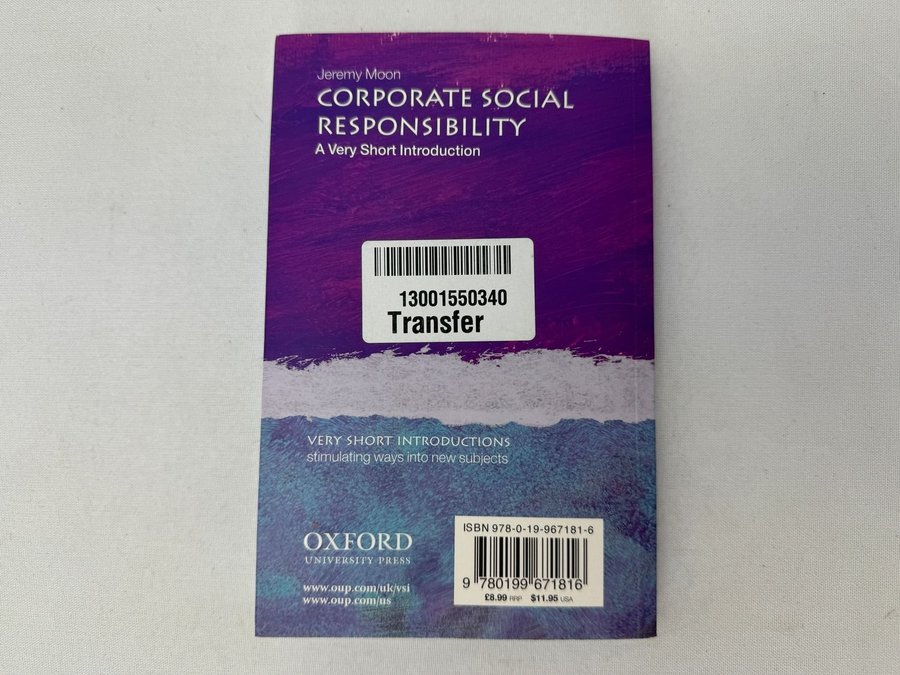 Jeremy Moon
CORPORATE SOCIAL
RESPONSIBILITY
A Very Short Introduction
13001550340
Transfer
VERY SHORT INTRODUCTIONS
stimulating ways into new subjects
OXFORD
UNIVERSITY PRESS
www.oup.com/uk/vsi
www.oup.com/us
ISBN 978-0-19-967181-6
9 780199 671816
£8.99 RRP $11.95 USA